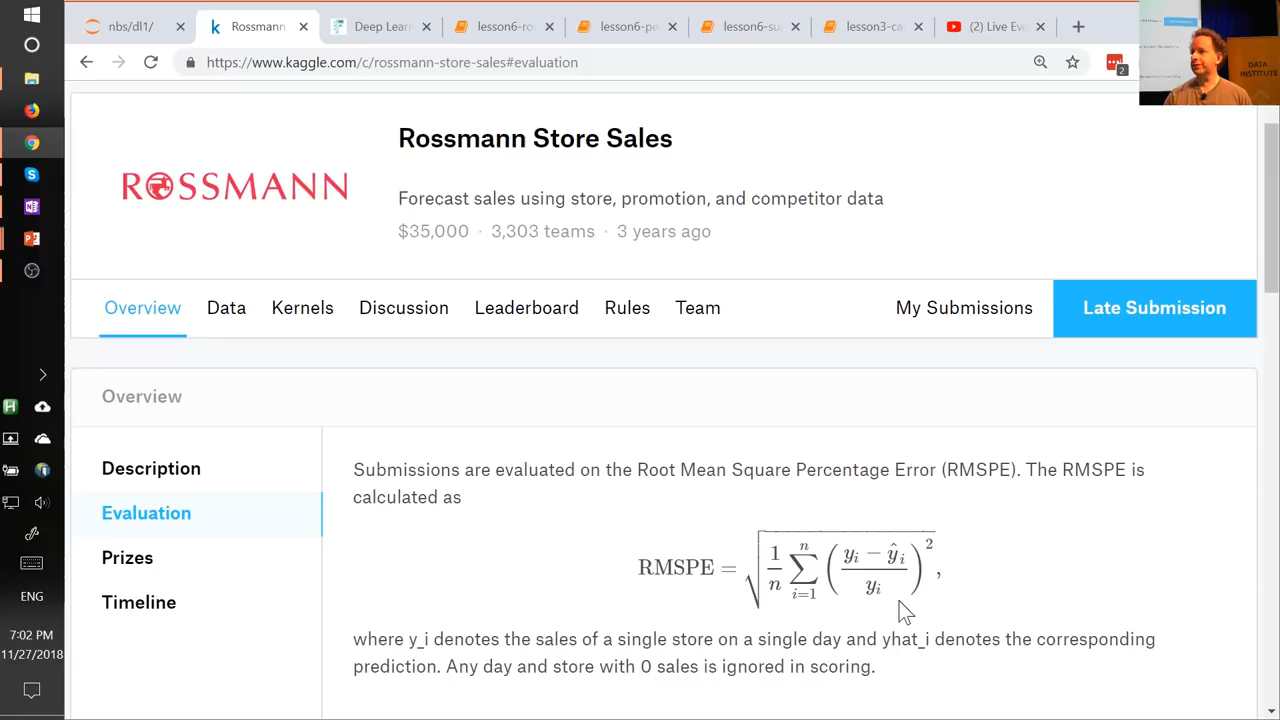 nbs/dl1/
Rossmann
Deep Learn
lesson6-ro
lesson6-pe
lesson6-su
lesson3-ca
(2) Live Eve
https://www.kaggle.com/c/rossmann-store-sales#evaluation
2
DATA
INSTITUTE
ROSSMANN
Rossmann Store Sales
Forecast sales using store, promotion, and competitor data
$35,000 · 3,303 teams · 3 years ago
Overview Data Kernels Discussion Leaderboard Rules Team My Submissions Late Submission
Overview
Description
Evaluation
Prizes
Timeline
Submissions are evaluated on the Root Mean Square Percentage Error (RMSPE). The RMSPE is
calculated as
RMSPE = √(1/n ∑_{i=1}^{n} ((y_i − ŷ_i)/y_i)^2),
where y_i denotes the sales of a single store on a single day and yhat_i denotes the corresponding
prediction. Any day and store with 0 sales is ignored in scoring.
ENG
7:02 PM
11/27/2018